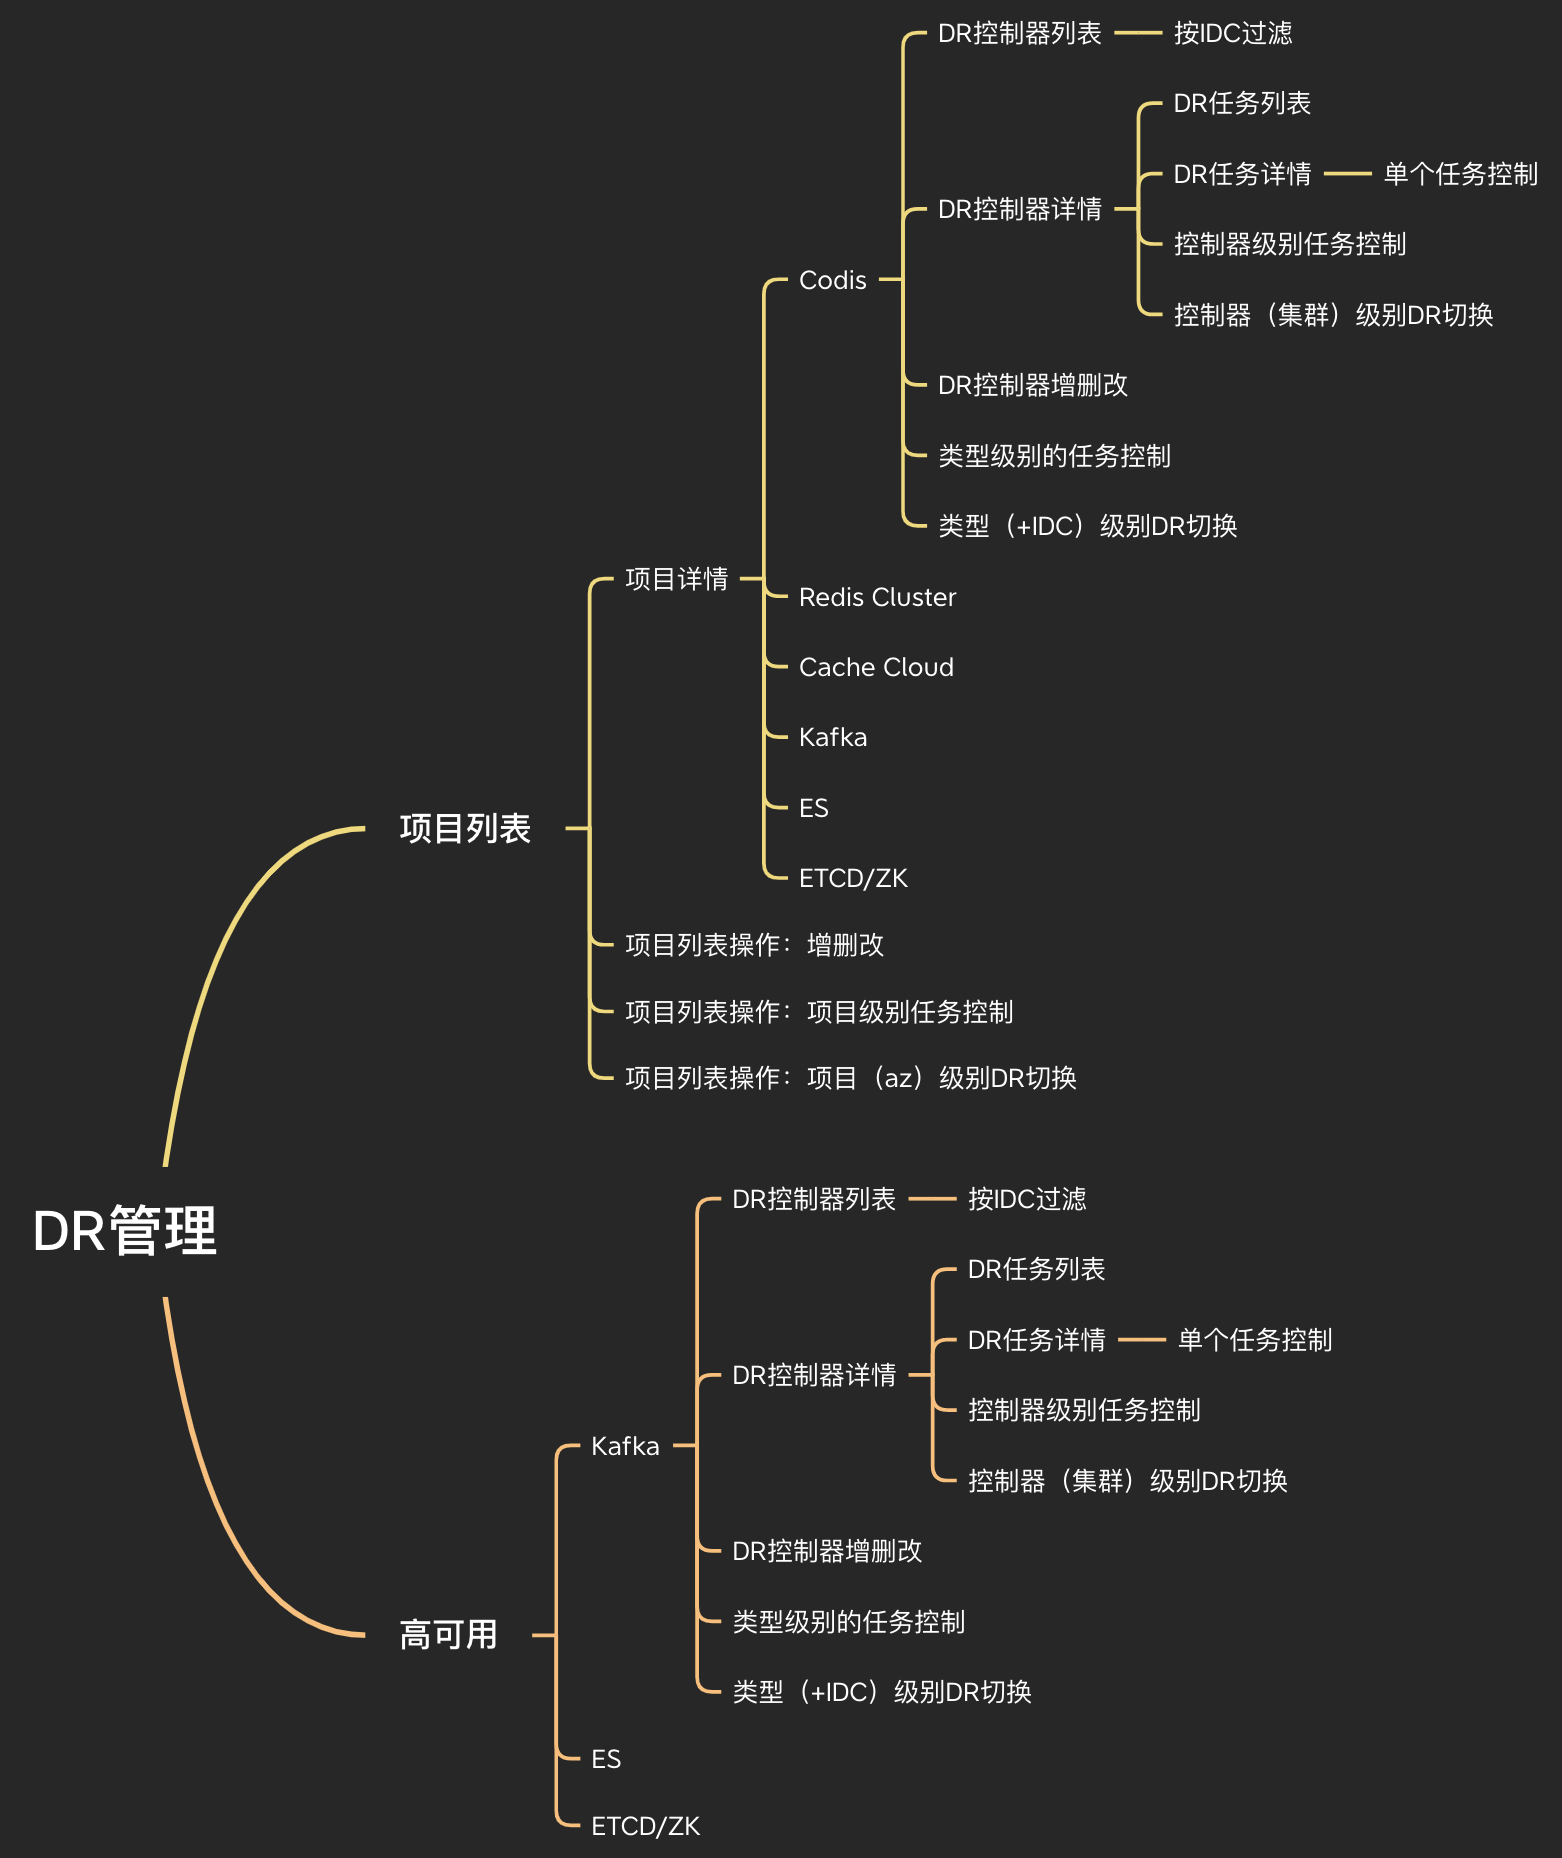 DR管理
项目列表
项目详情
Codis
DR控制器列表
按IDC过滤
DR控制器详情
DR任务列表
DR任务详情
单个任务控制
控制器级别任务控制
控制器（集群）级别DR切换
DR控制器增删改
类型级别的任务控制
类型（+IDC）级别DR切换
Redis Cluster
Cache Cloud
Kafka
ES
ETCD/ZK
项目列表操作：增删改
项目列表操作：项目级别任务控制
项目列表操作：项目（az）级别DR切换
高可用
Kafka
DR控制器列表
按IDC过滤
DR控制器详情
DR任务列表
DR任务详情
单个任务控制
控制器级别任务控制
控制器（集群）级别DR切换
DR控制器增删改
类型级别的任务控制
类型（+IDC）级别DR切换
ES
ETCD/ZK